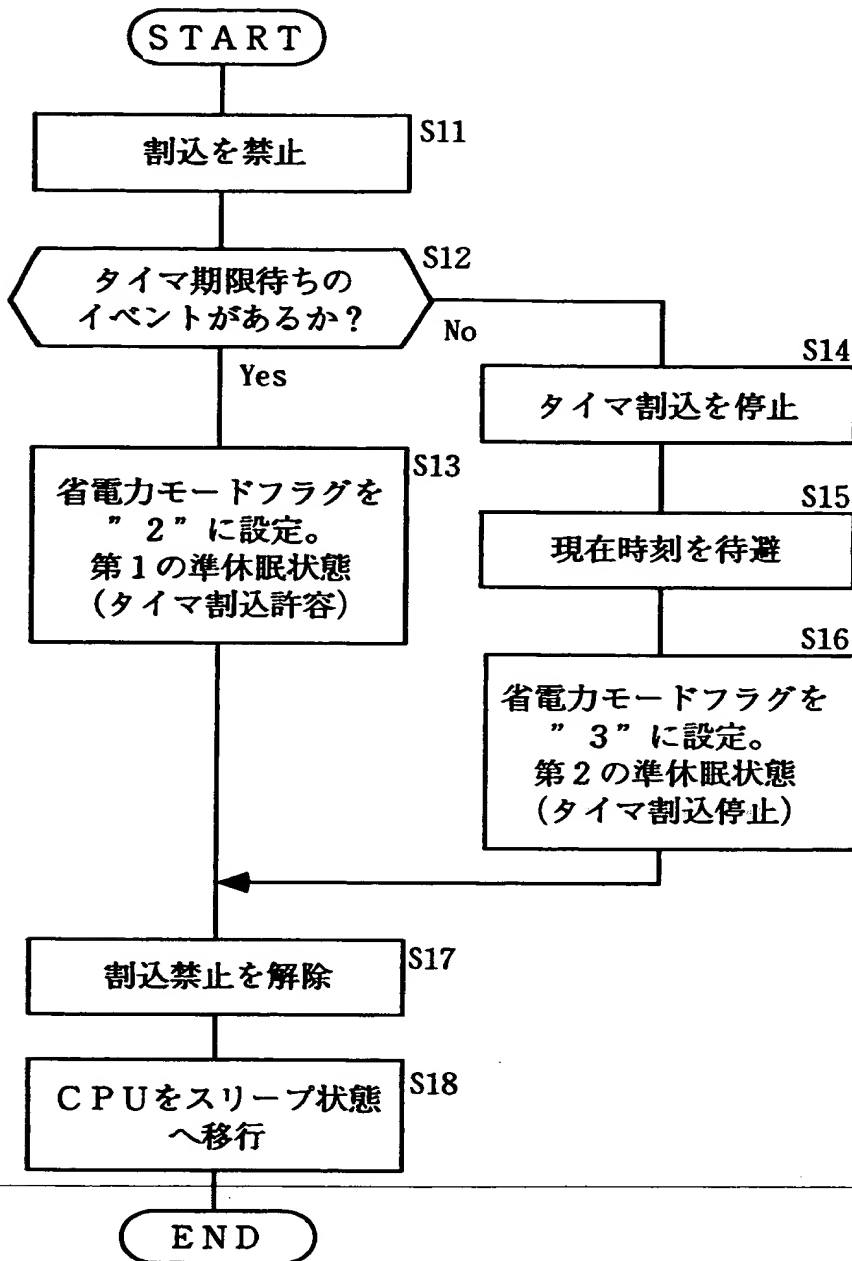 START
S11
割込を禁止
S12
タイマ期限待ちの
イベントがあるか？
No
Yes
S14
タイマ割込を停止
S13
省電力モードフラグを
”２”に設定。
第１の準休眠状態
(タイマ割込許容)
S15
現在時刻を待避
S16
省電力モードフラグを
”３”に設定。
第２の準休眠状態
(タイマ割込停止)
S17
割込禁止を解除
S18
ＣＰＵをスリープ状態
へ移行
END